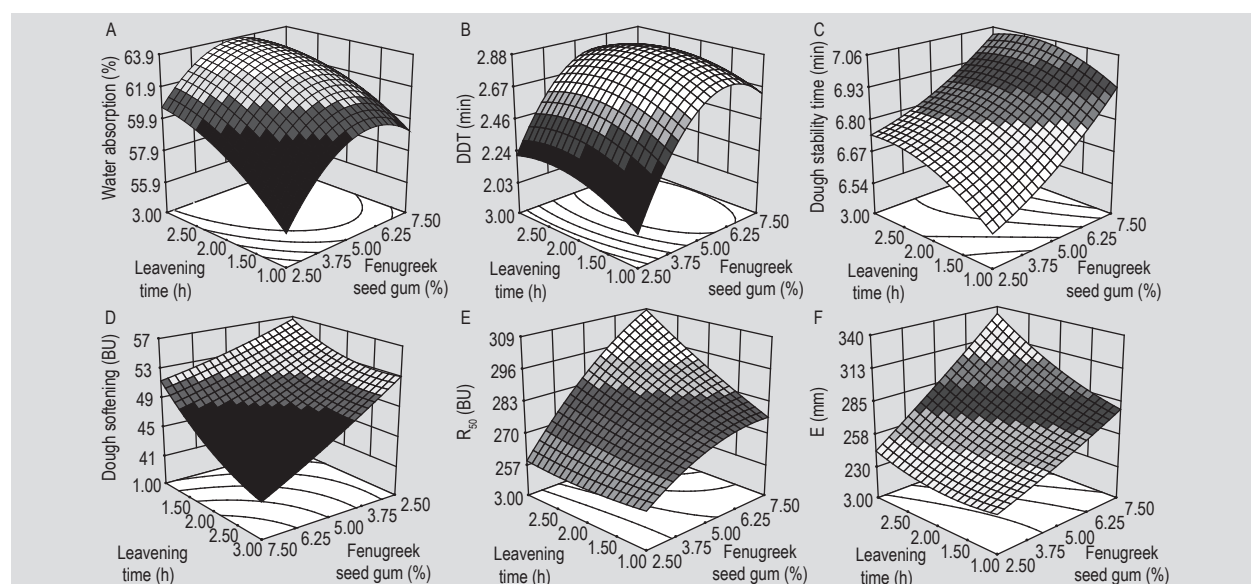 A
Water absorption (%)
63.9
61.9
59.9
57.9
55.9
3.00
2.50
2.00
1.50
1.00
Leavening
time (h)
2.50
3.75
5.00
6.25
7.50
Fenugreek
seed gum (%)
B
DDT (min)
2.88
2.67
2.46
2.24
2.03
3.00
2.50
2.00
1.50
1.00
Leavening
time (h)
2.50
3.75
5.00
6.25
7.50
Fenugreek
seed gum (%)
C
Dough stability time (min)
7.06
6.93
6.80
6.67
6.54
3.00
2.50
2.00
1.50
1.00
Leavening
time (h)
2.50
3.75
5.00
6.25
7.50
Fenugreek
seed gum (%)
D
Dough softening (BU)
57
53
49
45
41
1.00
1.50
2.00
2.50
3.00
Leavening
time (h)
7.50
6.25
5.00
3.75
2.50
Fenugreek
seed gum (%)
E
R50 (BU)
309
296
283
270
257
3.00
2.50
2.00
1.50
1.00
Leavening
time (h)
2.50
3.75
5.00
6.25
7.50
Fenugreek
seed gum (%)
F
E (mm)
340
313
285
258
230
3.00
2.50
2.00
1.50
1.00
Leavening
time (h)
2.50
3.75
5.00
6.25
7.50
Fenugreek
seed gum (%)